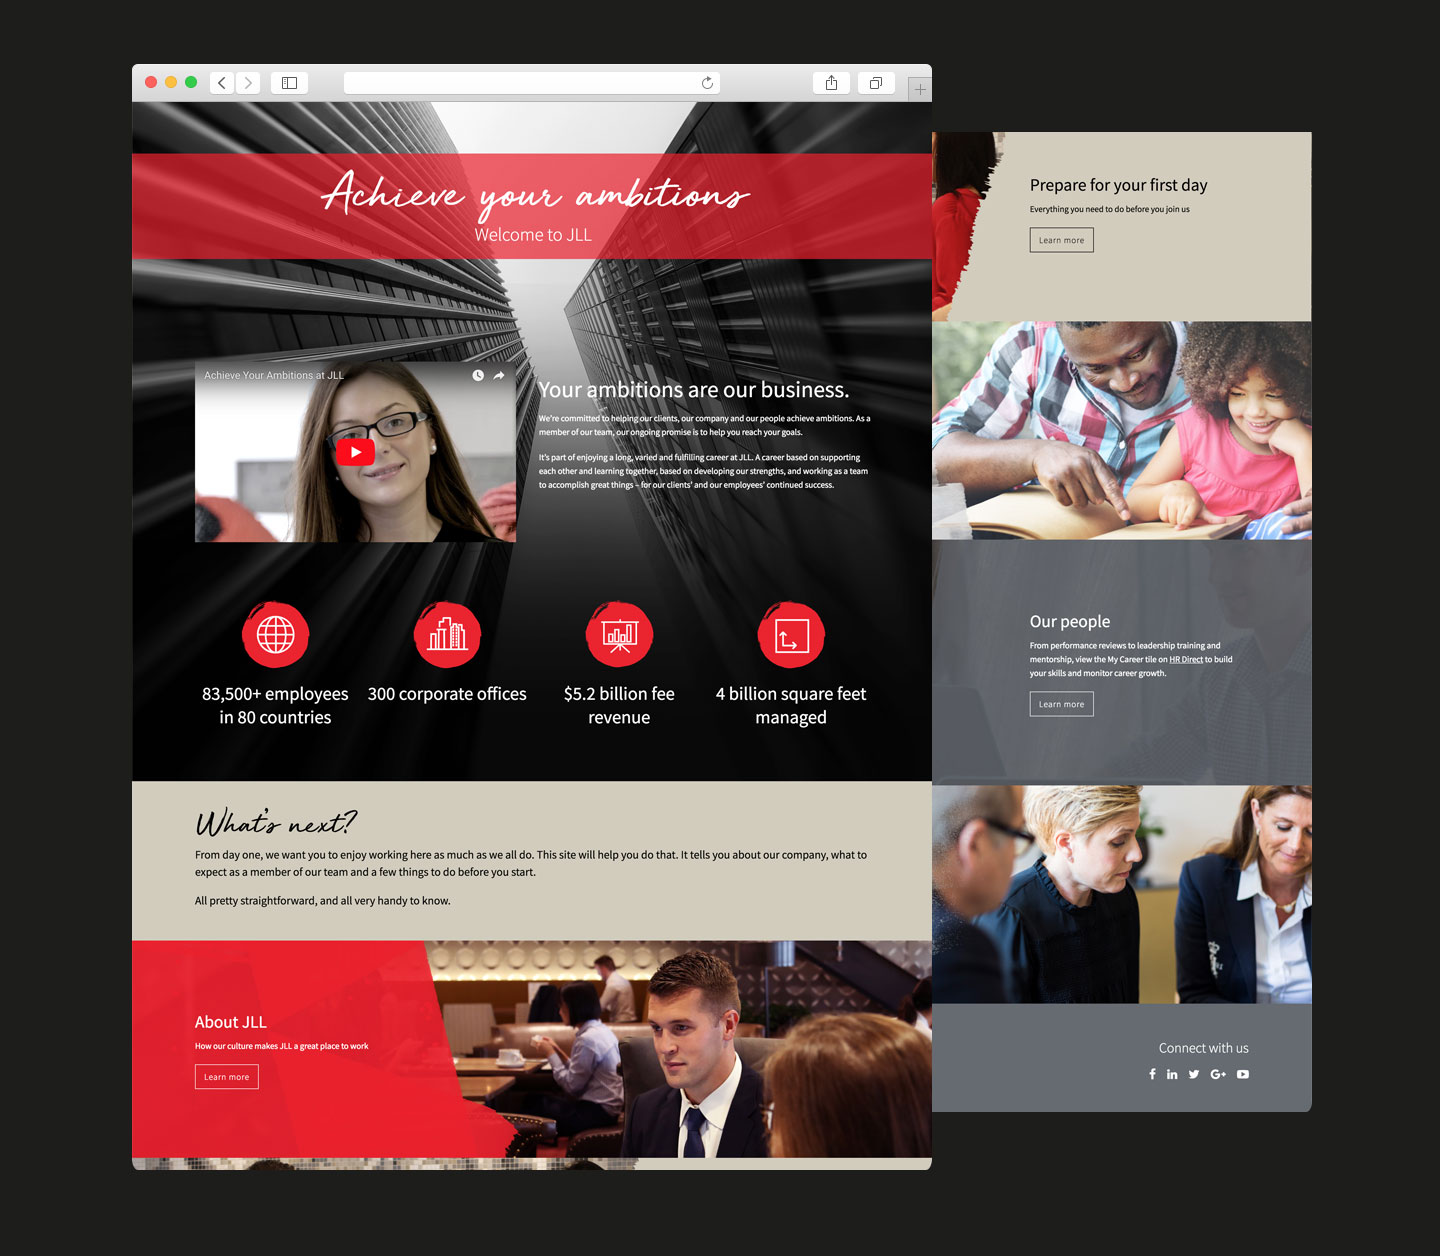 Achieve your ambitions
Welcome to JLL
Achieve Your Ambitions at JLL
Your ambitions are our business.
We're committed to helping our clients, our company and our people achieve ambitions. As a
member of our team, our ongoing promise is to help you reach your goals.
It's part of enjoying a long, varied and fulfilling career at JLL. A career based on supporting
each other and learning together, based on developing our strengths, and working as a team
to accomplish great things – for our clients' and our employees' continued success.
83,500+ employees
in 80 countries
300 corporate offices
$5.2 billion fee
revenue
4 billion square feet
managed
What's next?
From day one, we want you to enjoy working here as much as we all do. This site will help you do that. It tells you about our company, what to
expect as a member of our team and a few things to do before you start.
All pretty straightforward, and all very handy to know.
About JLL
How our culture makes JLL a great place to work
Learn more
Prepare for your first day
Everything you need to do before you join us
Learn more
Our people
From performance reviews to leadership training and
mentorship, view the My Career tile on HR Direct to build
your skills and monitor career growth.
Learn more
Connect with us